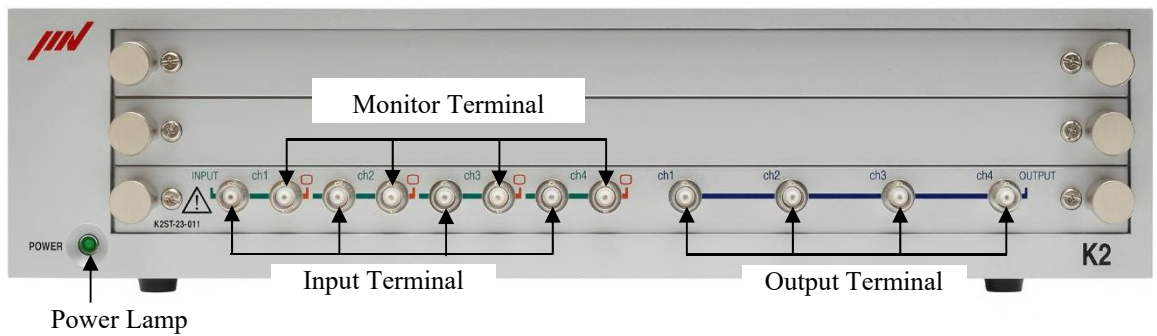 Monitor Terminal
INPUT ch1 ch2 ch3 ch4 ch1 ch2 ch3 ch4 OUTPUT
K2ST-23-011
POWER
K2
Input Terminal
Output Terminal
Power Lamp